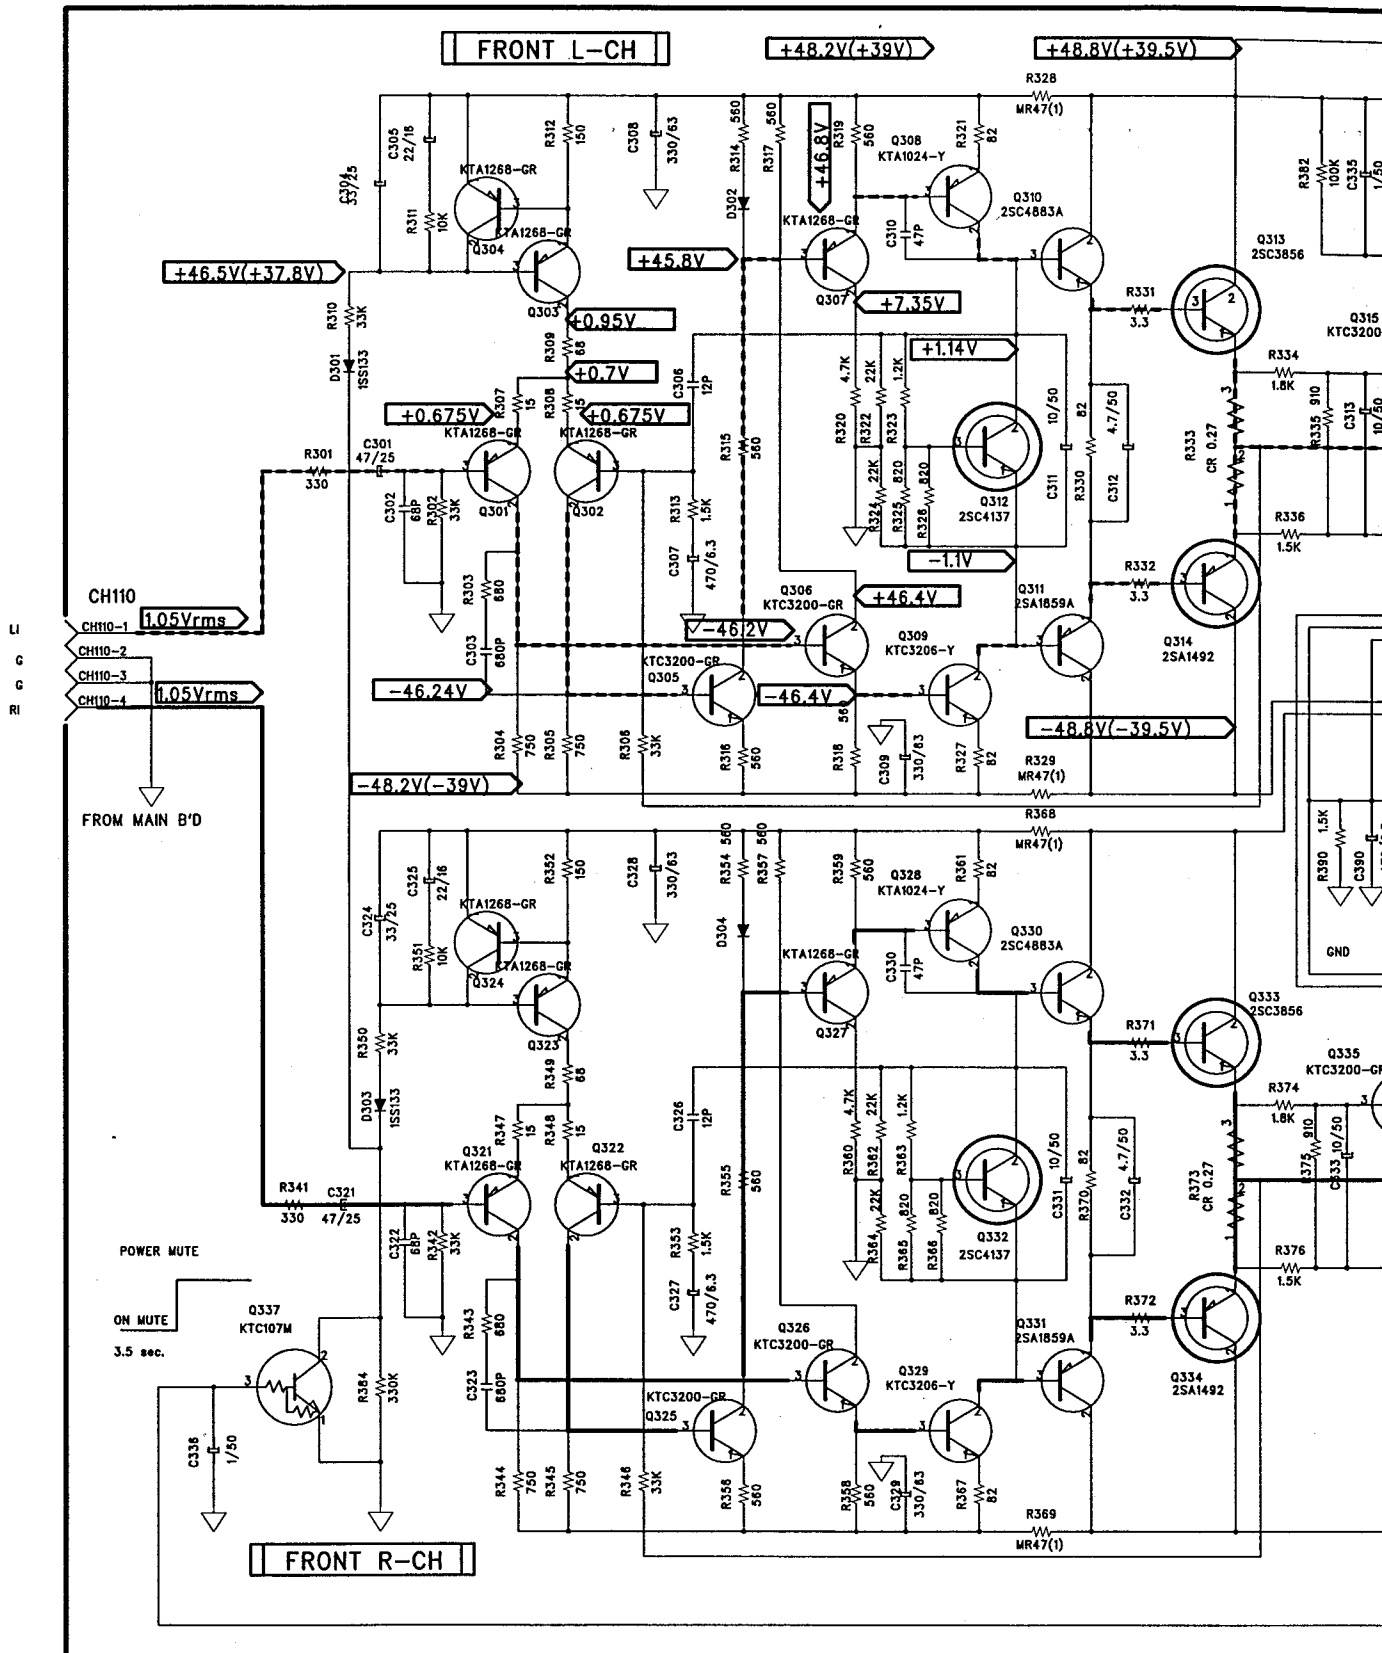 FRONT L-CH
+48.2V(+39V)
+48.8V(+39.5V)
R328
MR47(1)
C304
33/25
C305
22/16
R311
10K
KTA1268-GR
Q304
R312
150
KTA1268-GR
Q303
C308
330/63
R314
560
R317
560
D302
+46.8V
R319
560
Q308
KTA1024-Y
R321
82
KTA1268-GR
Q307
C310
47P
Q310
2SC4883A
R382
100K
C335
1/50
Q313
2SC3856
+46.5V(+37.8V)
+45.8V
+7.35V
R310
33K
D301
1SS133
+0.95V
R309
68
+0.7V
R307
15
R308
15
C306
12P
+0.675V
+0.675V
KTA1268-GR
KTA1268-GR
Q301
Q302
R301
330
C301
47/25
C302
68P
R302
33K
R313
1.5K
C307
470/6.3
R315
560
R320
4.7K
R322
22K
R323
1.2K
+1.14V
R324
22K
R325
820
R326
820
Q312
2SC4137
C311
10/50
R330
82
C312
4.7/50
R331
3.3
Q315
KTC3200
R334
1.8K
R333
CR 0.27
R335
910
C313
10/50
R336
1.5K
-1.1V
CH110
LI
G
G
RI
CH110-1
CH110-2
CH110-3
CH110-4
1.05Vrms
1.05Vrms
FROM MAIN B'D
R303
680
C303
680P
-46.24V
-46.2V
Q306
KTC3200-GR
+46.4V
KTC3200-GR
Q305
Q309
KTC3206-Y
-46.4V
Q311
2SA1859A
R332
3.3
Q314
2SA1492
R304
750
R305
750
R306
33K
R316
560
R318
560
C309
330/63
R327
82
-48.8V(-39.5V)
R329
MR47(1)
-48.2V(-39V)
R368
MR47(1)
R390
1.5K
C390
GND
C324
33/25
C325
22/16
R351
10K
KTA1268-GR
Q324
R352
150
KTA1268-GR
Q323
C328
330/63
R354
560
R357
560
D304
R359
560
Q328
KTA1024-Y
R361
82
KTA1268-GR
Q327
C330
47P
Q330
2SC4883A
Q333
2SC3856
R350
33K
D303
1SS133
R349
68
R347
15
R348
15
C326
12P
R371
3.3
Q335
KTC3200-GR
R374
1.8K
Q321
KTA1268-GR
Q322
KTA1268-GR
R341
330
C321
47/25
C322
68P
R342
33K
R353
1.5K
C327
470/6.3
R355
560
R360
4.7K
R362
22K
R363
1.2K
R364
22K
R365
820
R366
820
Q332
2SC4137
C331
10/50
R370
82
C332
4.7/50
R373
CR 0.27
R375
910
C333
10/50
R376
1.5K
POWER MUTE
ON MUTE
3.5 sec.
Q337
KTC107M
C336
1/50
R384
330K
R343
680
C323
680P
Q326
KTC3200-GR
KTC3200-GR
Q325
Q329
KTC3206-Y
Q331
2SA1859A
R372
3.3
Q334
2SA1492
R344
750
R345
750
R346
33K
R356
560
R358
560
C329
330/63
R367
82
R369
MR47(1)
FRONT R-CH